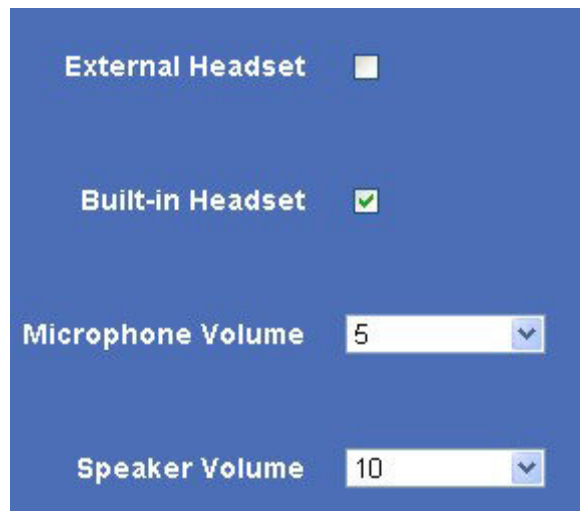 External Headset
Built-in Headset
Microphone Volume 5
Speaker Volume 10